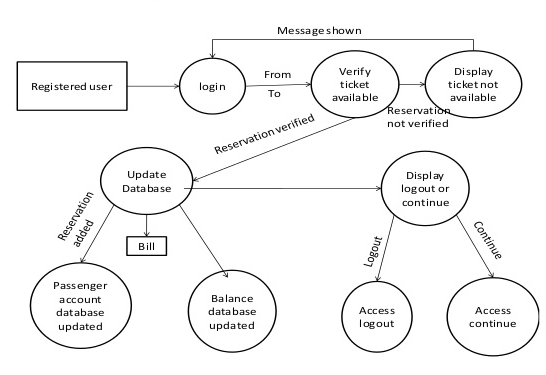 Message shown
Registered user
login
From
To
Verify
ticket
available
Display
ticket not
available
Reservation
not verified
Reservation verified
Update
Database
Display
logout or
continue
Reservation
added
Bill
Logout
Continue
Passenger
account
database
updated
Balance
database
updated
Access
logout
Access
continue